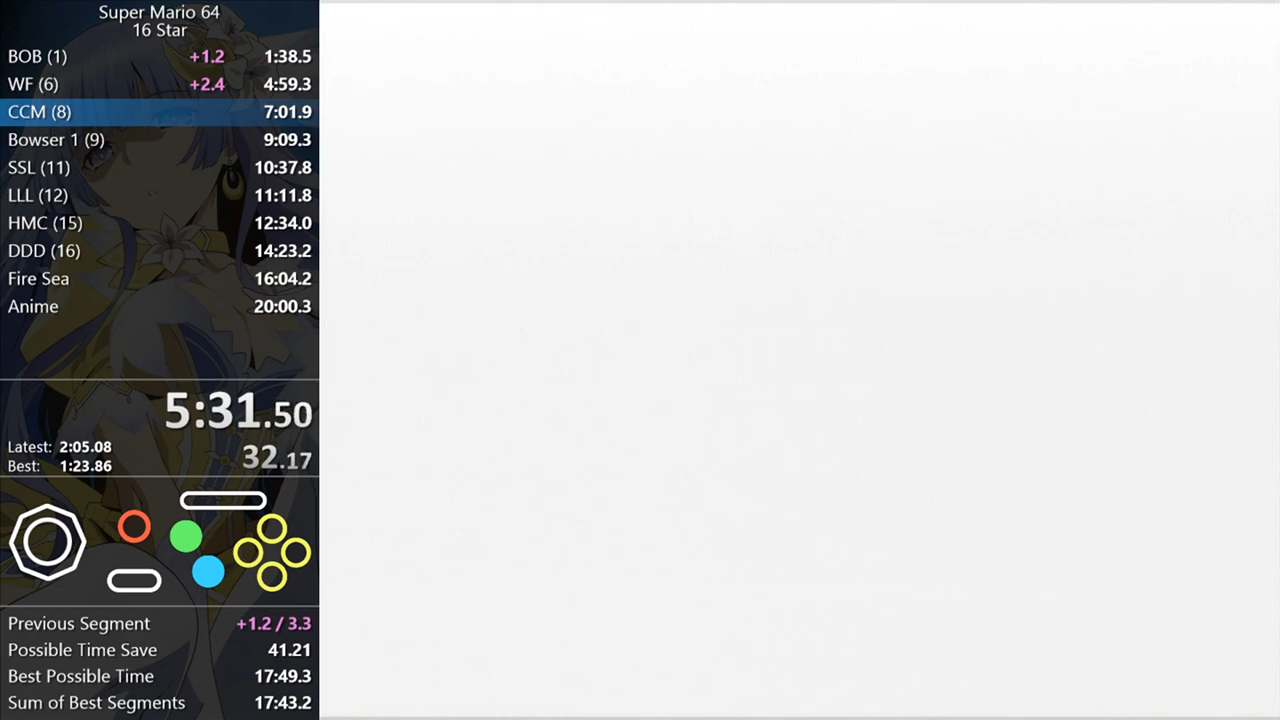 Super Mario 64
16 Star
BOB (1) +1.2 1:38.5
WF (6) +2.4 4:59.3
CCM (8) 7:01.9
Bowser 1 (9) 9:09.3
SSL (11) 10:37.8
LLL (12) 11:11.8
HMC (15) 12:34.0
DDD (16) 14:23.2
Fire Sea 16:04.2
Anime 20:00.3
5:31.50
Latest: 2:05.08
Best: 1:23.86
32.17
Previous Segment +1.2 / 3.3
Possible Time Save 41.21
Best Possible Time 17:49.3
Sum of Best Segments 17:43.2